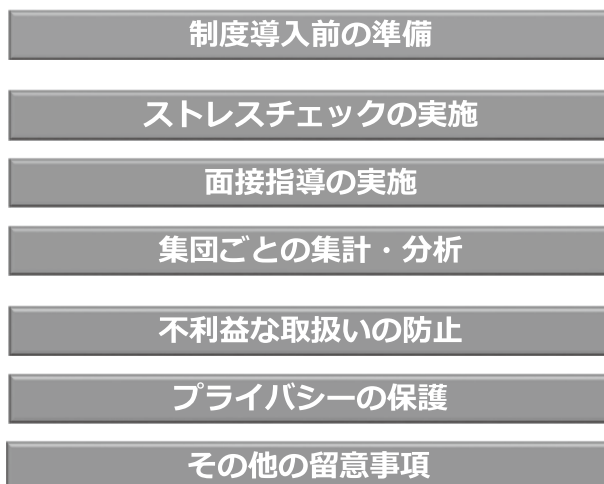 制度導入前の準備
ストレスチェックの実施
面接指導の実施
集団ごとの集計・分析
不利益な取扱いの防止
プライバシーの保護
その他の留意事項